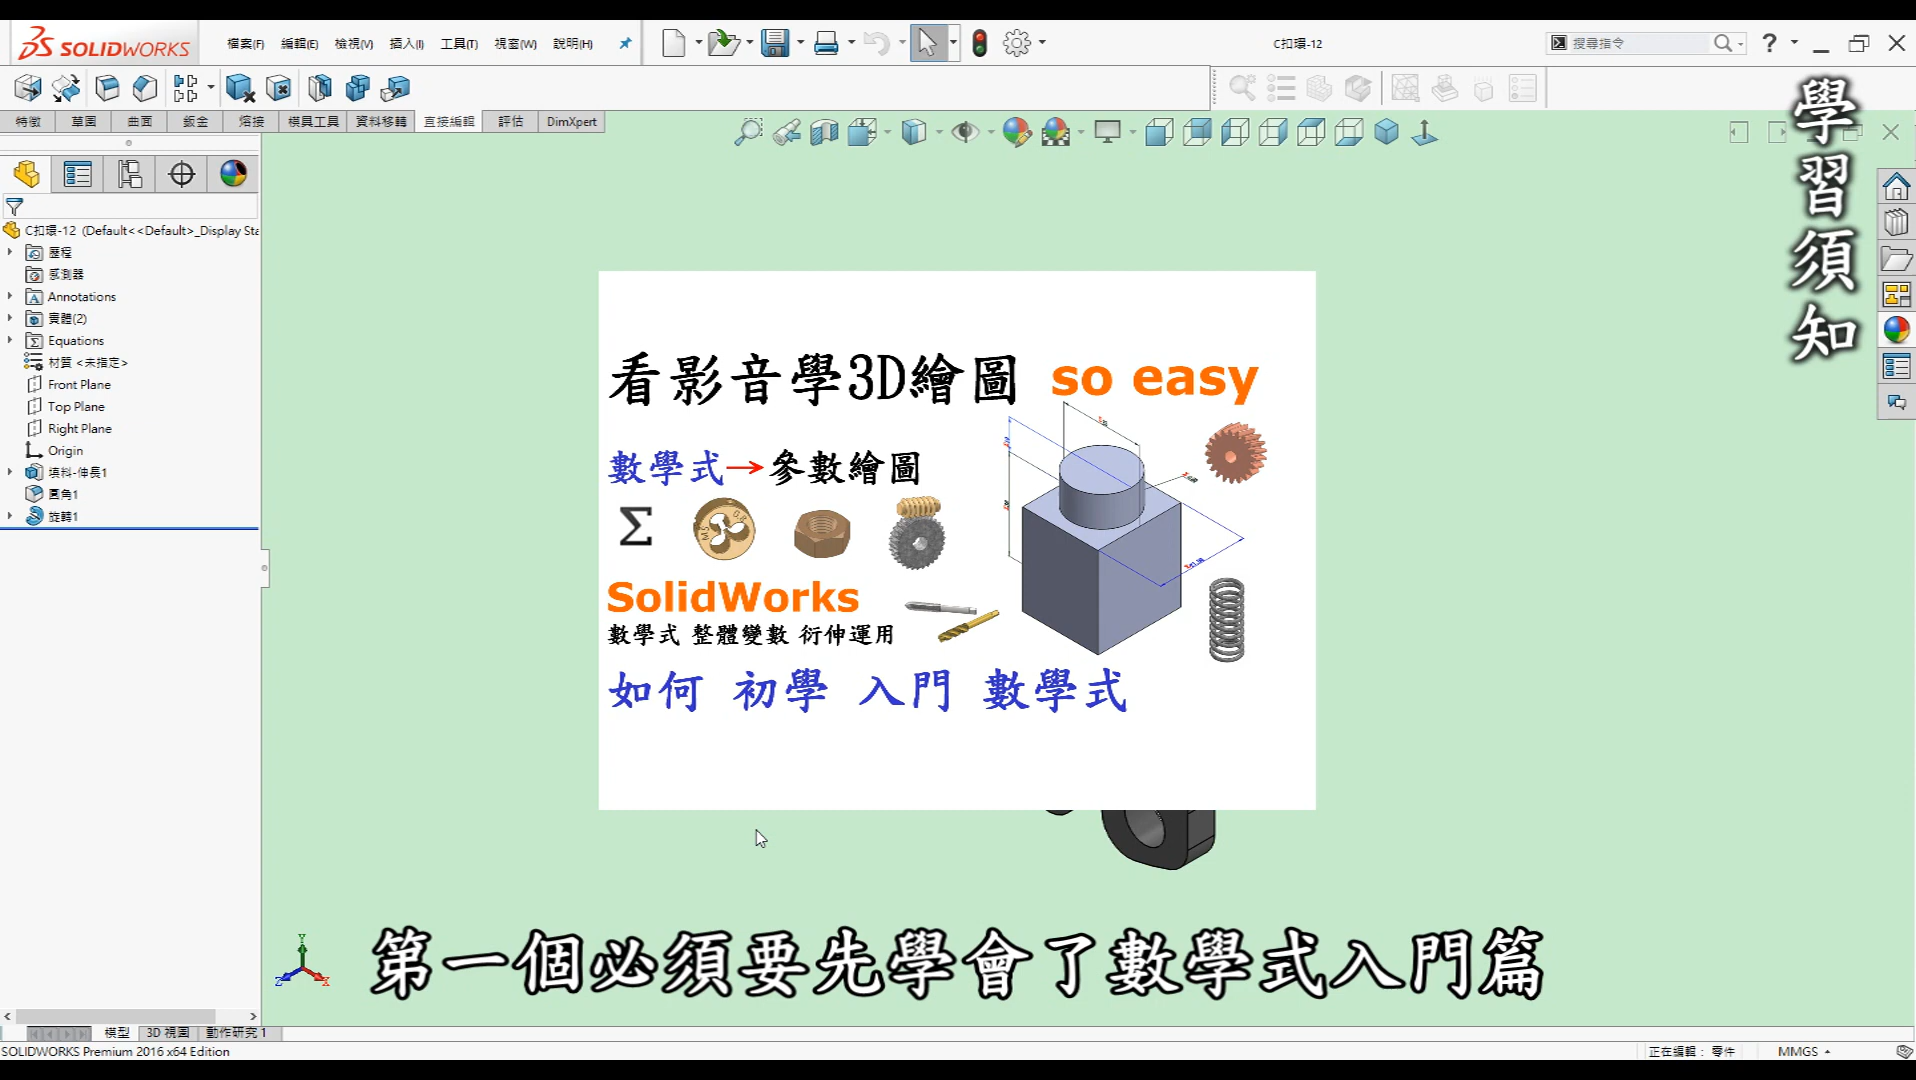 SOLIDWORKS
檔案(F) 編輯(E) 檢視(V) 插入(I) 工具(T) 視窗(W) 說明(H)
C扣環-12
搜尋指令
特徵 草圖 曲面 鈑金 熔接 模具工具 資料移轉 直接編輯 評估 DimXpert
學習須知
C扣環-12 (Default<<Default>_Display Sta
歷程
感測器
Annotations
實體(2)
Equations
材質 <未指定>
Front Plane
Top Plane
Right Plane
Origin
填料-伸長1
圓角1
旋轉1
看影音學3D繪圖 so easy
數學式→參數繪圖
Σ
SolidWorks
數學式 整體變數 衍伸運用
如何 初學 入門 數學式
第一個必須要先學會了數學式入門篇
模型 3D 視圖 動作研究 1
SOLIDWORKS Premium 2016 x64 Edition
正在編輯: 零件 MMGS